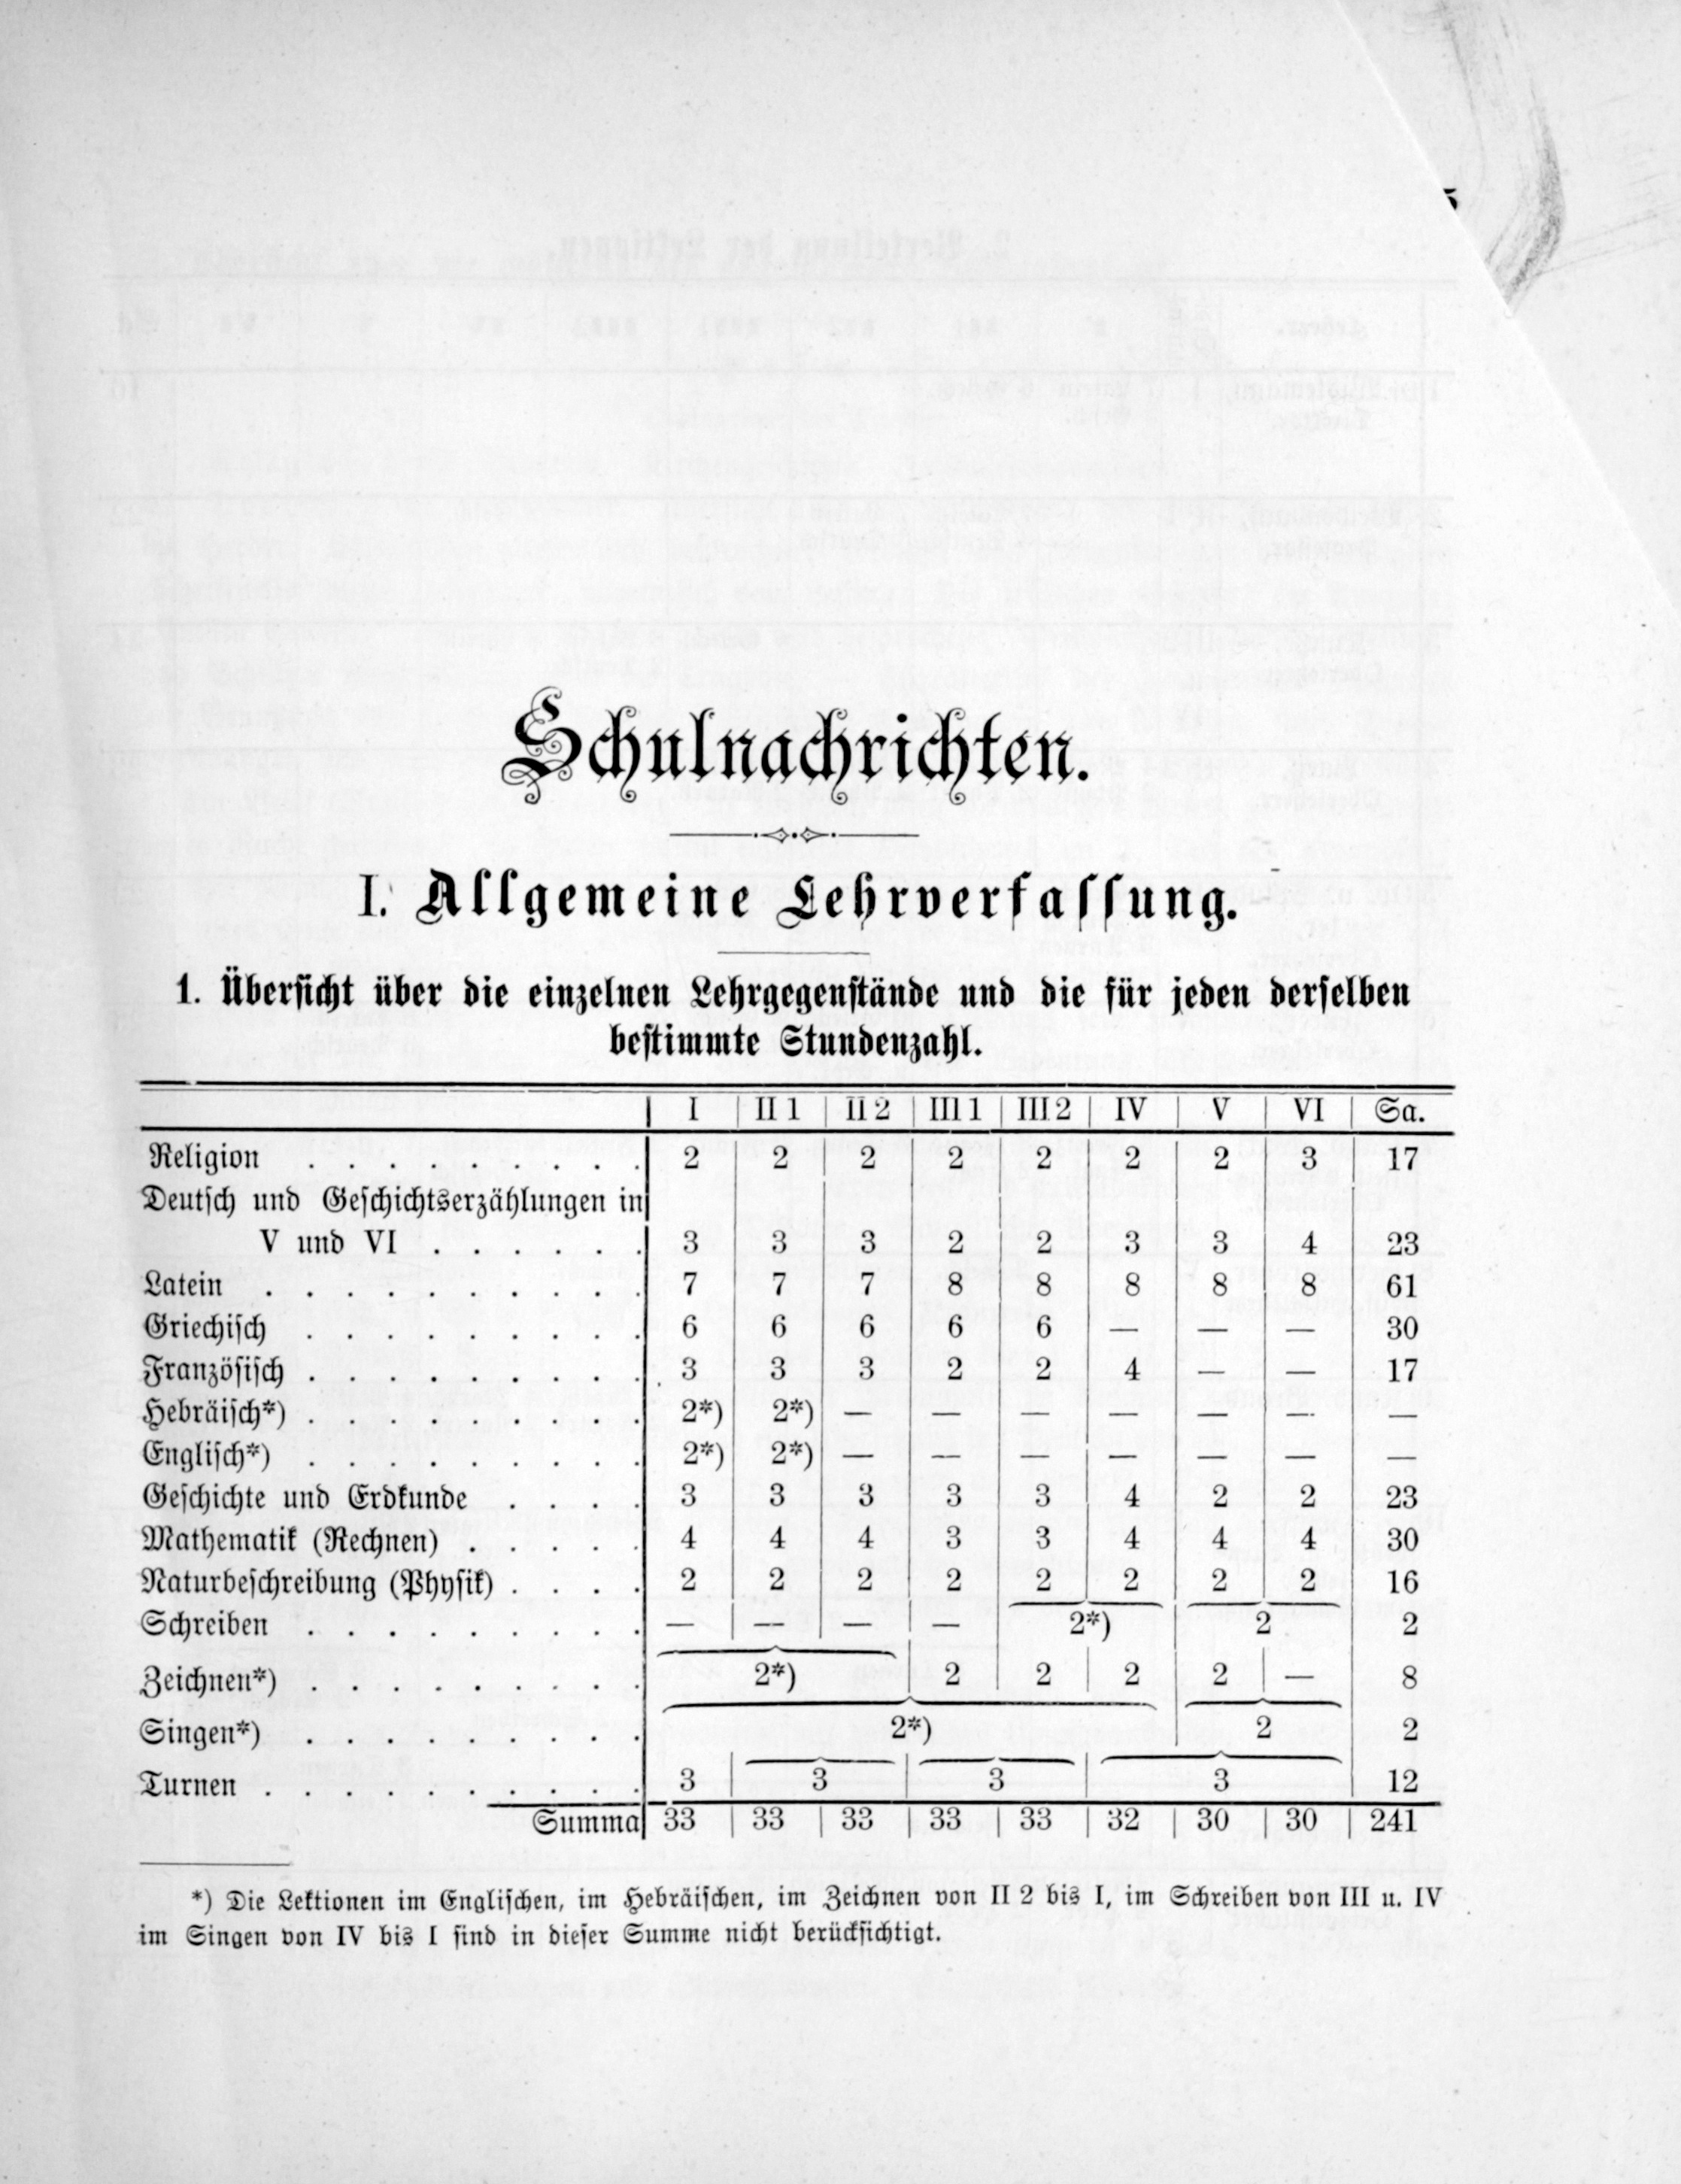 Schulnachrichten.
I. Allgemeine Lehrverfassung.
1. Übersicht über die einzelnen Lehrgegenstände und die für jeden derselben
bestimmte Stundenzahl.
I | II 1 | II 2 | III 1 | III 2 | IV | V | VI | Sa.
Religion . . . . . . . . . 2 2 2 2 2 2 2 3 17
Deutsch und Geschichtserzählungen in
V und VI . . . . . . 3 3 3 2 2 3 3 4 23
Latein . . . . . . . . . . 7 7 7 8 8 8 8 8 61
Griechisch . . . . . . . . . 6 6 6 6 6 — — — 30
Französisch . . . . . . . . . 3 3 3 2 2 4 — — 17
Hebräisch*) . . . . . . . . . 2*) 2*) — — — — — — —
Englisch*) . . . . . . . . . 2*) 2*) — — — — — — —
Geschichte und Erdkunde . . . . 3 3 3 3 3 4 2 2 23
Mathematik (Rechnen) . . . . . 4 4 4 3 3 4 4 4 30
Naturbeschreibung (Physik) . . . . 2 2 2 2 2 2 2 2 16
Schreiben . . . . . . . . . — — — — 2*) 2 2
Zeichnen*) . . . . . . . . . 2*) 2 2 2 2 — 8
Singen*) . . . . . . . . . 2*) 2 2
Turnen . . . . . . . . . . 3 3 3 3 12
Summa 33 | 33 | 33 | 33 | 33 | 32 | 30 | 30 | 241
*) Die Lektionen im Englischen, im Hebräischen, im Zeichnen von II 2 bis I, im Schreiben von III u. IV
im Singen von IV bis I sind in dieser Summe nicht berücksichtigt.